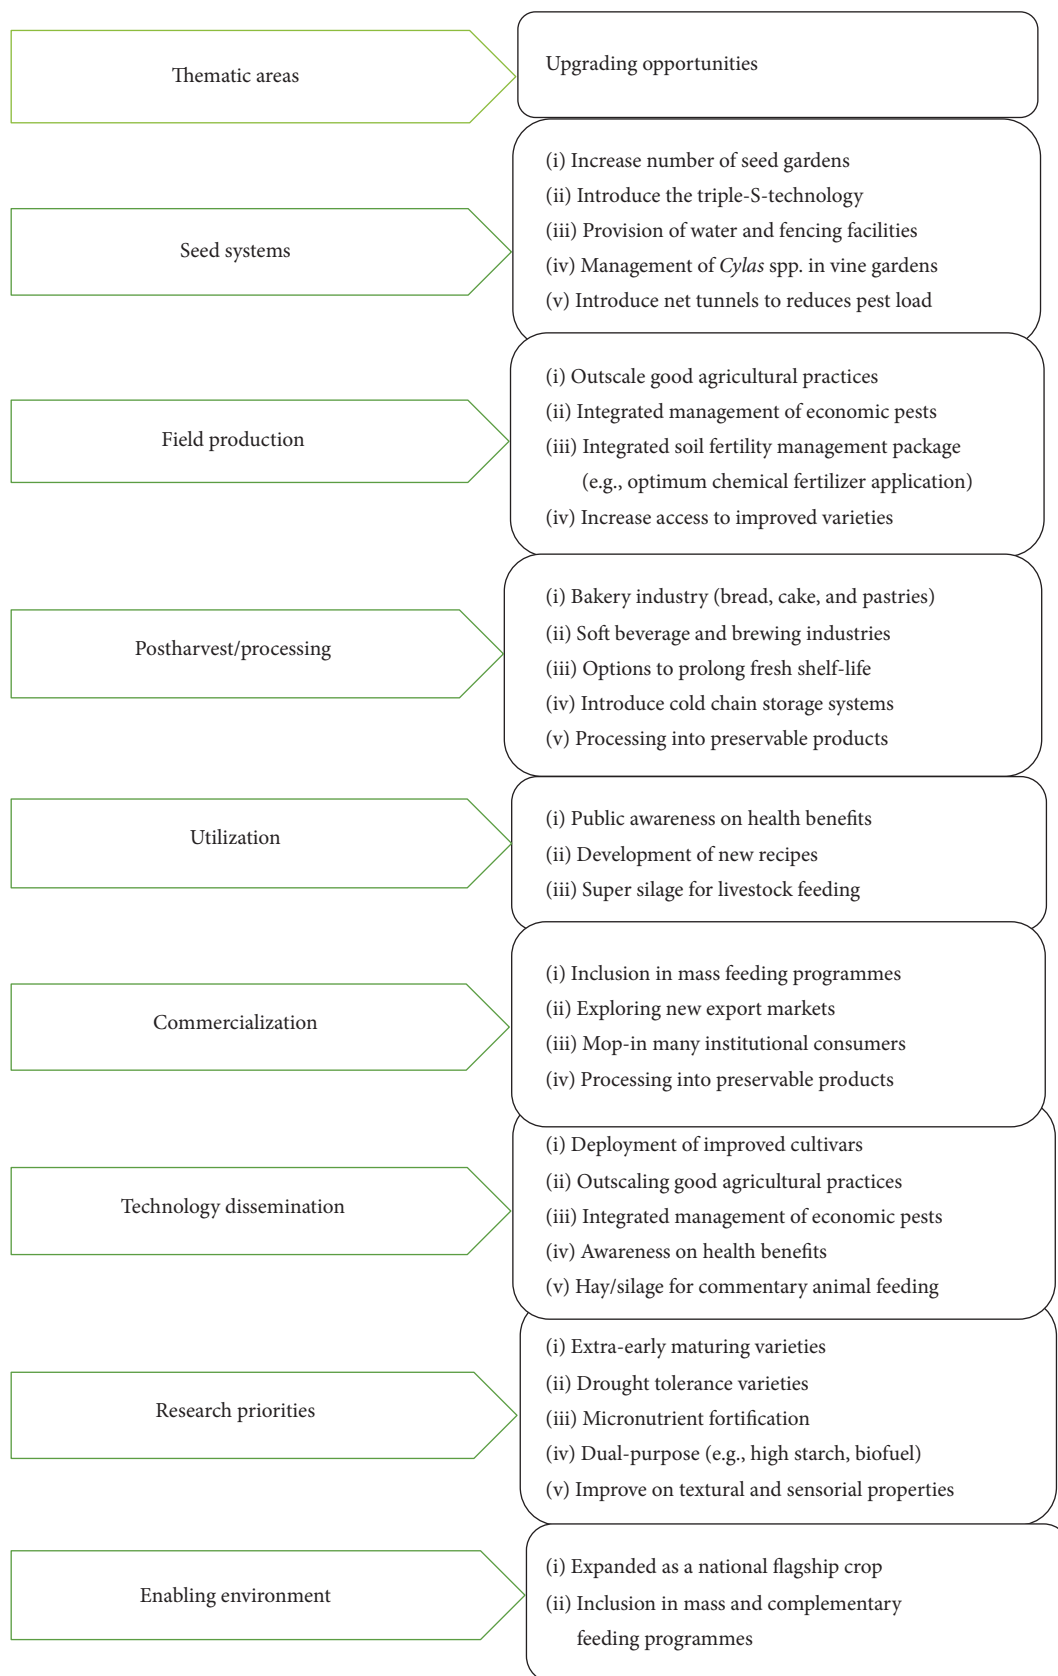 Thematic areas
Upgrading opportunities
Seed systems
(i) Increase number of seed gardens
(ii) Introduce the triple-S-technology
(iii) Provision of water and fencing facilities
(iv) Management of Cylas spp. in vine gardens
(v) Introduce net tunnels to reduces pest load
Field production
(i) Outscale good agricultural practices
(ii) Integrated management of economic pests
(iii) Integrated soil fertility management package
(e.g., optimum chemical fertilizer application)
(iv) Increase access to improved varieties
Postharvest/processing
(i) Bakery industry (bread, cake, and pastries)
(ii) Soft beverage and brewing industries
(iii) Options to prolong fresh shelf-life
(iv) Introduce cold chain storage systems
(v) Processing into preservable products
Utilization
(i) Public awareness on health benefits
(ii) Development of new recipes
(iii) Super silage for livestock feeding
Commercialization
(i) Inclusion in mass feeding programmes
(ii) Exploring new export markets
(iii) Mop-in many institutional consumers
(iv) Processing into preservable products
Technology dissemination
(i) Deployment of improved cultivars
(ii) Outscaling good agricultural practices
(iii) Integrated management of economic pests
(iv) Awareness on health benefits
(v) Hay/silage for commentary animal feeding
Research priorities
(i) Extra-early maturing varieties
(ii) Drought tolerance varieties
(iii) Micronutrient fortification
(iv) Dual-purpose (e.g., high starch, biofuel)
(v) Improve on textural and sensorial properties
Enabling environment
(i) Expanded as a national flagship crop
(ii) Inclusion in mass and complementary
feeding programmes